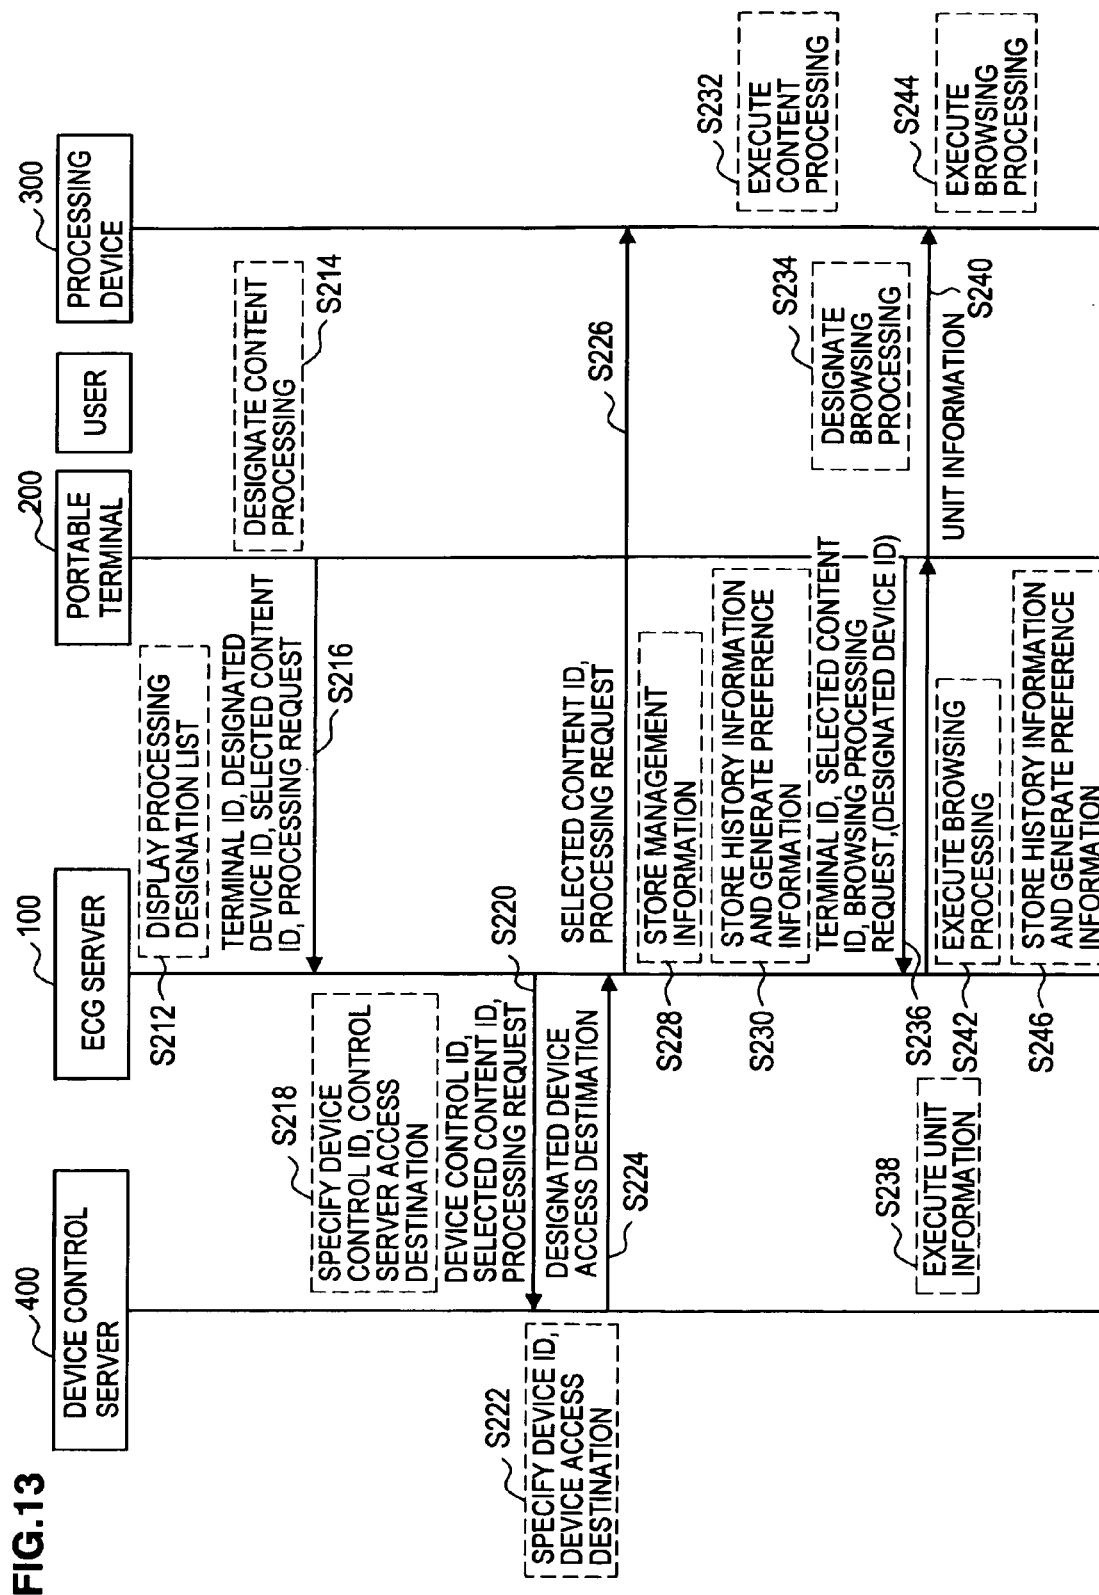 FIG.13
400
DEVICE CONTROL
SERVER
100
ECG SERVER
200
PORTABLE
TERMINAL
USER
300
PROCESSING
DEVICE
S212
DISPLAY PROCESSING
DESIGNATION LIST
DESIGNATE CONTENT
PROCESSING
S214
TERMINAL ID, DESIGNATED
DEVICE ID, SELECTED CONTENT
ID, PROCESSING REQUEST
S216
S218
SPECIFY DEVICE
CONTROL ID, CONTROL
SERVER ACCESS
DESTINATION
DEVICE CONTROL ID,
SELECTED CONTENT ID,
PROCESSING REQUEST
S220
S222
SPECIFY DEVICE ID,
DEVICE ACCESS
DESTINATION
DESIGNATED DEVICE
ACCESS DESTIMATION
S224
SELECTED CONTENT ID,
PROCESSING REQUEST
S226
S228
STORE MANAGEMENT
INFORMATION
S230
STORE HISTORY INFORMATION
AND GENERATE PREFERENCE
INFORMATION
S232
EXECUTE
CONTENT
PROCESSING
S234
DESIGNATE
BROWSING
PROCESSING
TERMINAL ID, SELECTED CONTENT
ID, BROWSING PROCESSING
REQUEST,(DESIGNATED DEVICE ID)
S236
S238
EXECUTE UNIT
INFORMATION
UNIT INFORMATION
S240
S242
EXECUTE BROWSING
PROCESSING
S244
EXECUTE
BROWSING
PROCESSING
S246
STORE HISTORY INFORMATION
AND GENERATE PREFERENCE
INFORMATION